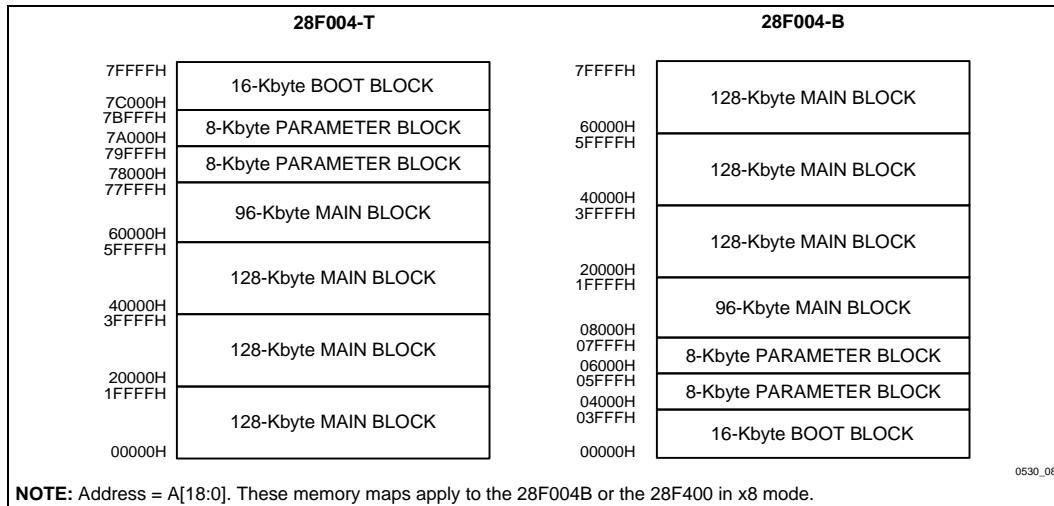 28F004-T
7FFFFH
16-Kbyte BOOT BLOCK
7C000H
7BFFFH
8-Kbyte PARAMETER BLOCK
7A000H
79FFFH
8-Kbyte PARAMETER BLOCK
78000H
77FFFH
96-Kbyte MAIN BLOCK
60000H
5FFFFH
128-Kbyte MAIN BLOCK
40000H
3FFFFH
128-Kbyte MAIN BLOCK
20000H
1FFFFH
128-Kbyte MAIN BLOCK
00000H
28F004-B
7FFFFH
128-Kbyte MAIN BLOCK
60000H
5FFFFH
128-Kbyte MAIN BLOCK
40000H
3FFFFH
128-Kbyte MAIN BLOCK
20000H
1FFFFH
96-Kbyte MAIN BLOCK
08000H
07FFFH
8-Kbyte PARAMETER BLOCK
06000H
05FFFH
8-Kbyte PARAMETER BLOCK
04000H
03FFFH
16-Kbyte BOOT BLOCK
00000H
0530_08
NOTE: Address = A[18:0]. These memory maps apply to the 28F004B or the 28F400 in x8 mode.